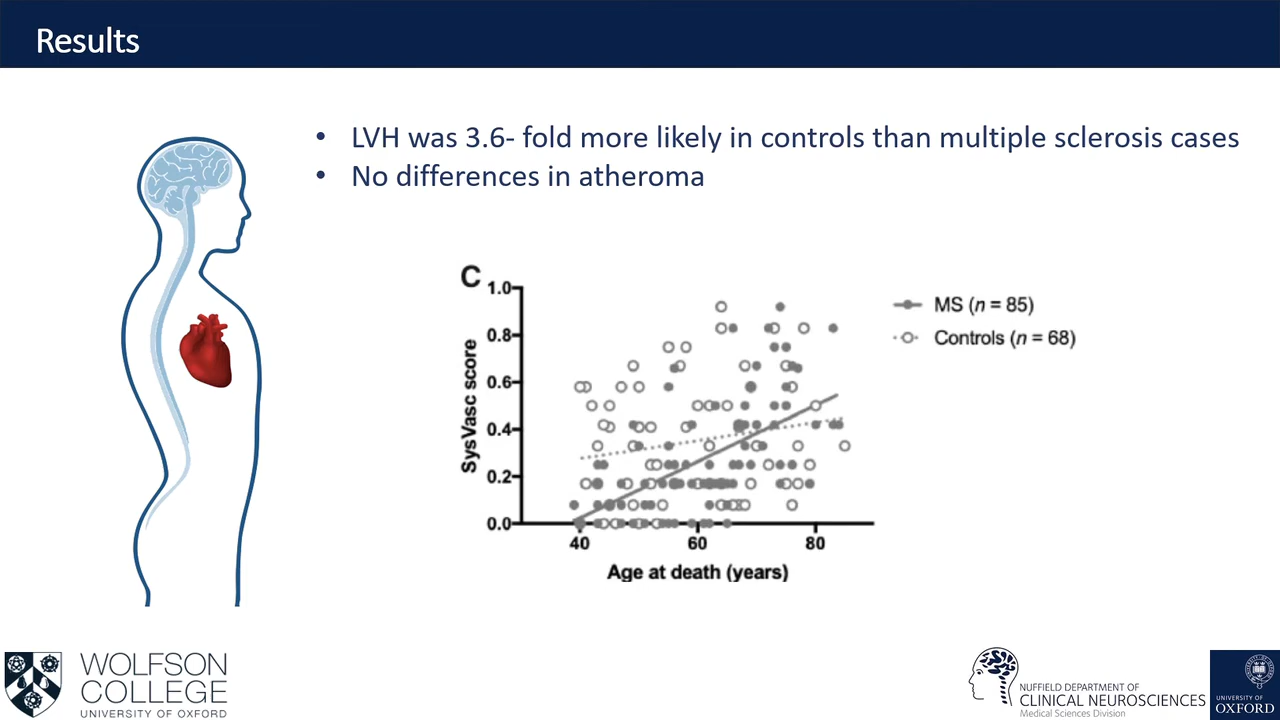 Results
• LVH was 3.6- fold more likely in controls than multiple sclerosis cases
• No differences in atheroma
C
1.0
0.8
0.6
0.4
0.2
0.0
SysVasc score
40 60 80
Age at death (years)
MS (n = 85)
Controls (n = 68)
WOLFSON
COLLEGE
UNIVERSITY OF OXFORD
NUFFIELD DEPARTMENT OF
CLINICAL NEUROSCIENCES
Medical Sciences Division
UNIVERSITY OF
OXFORD